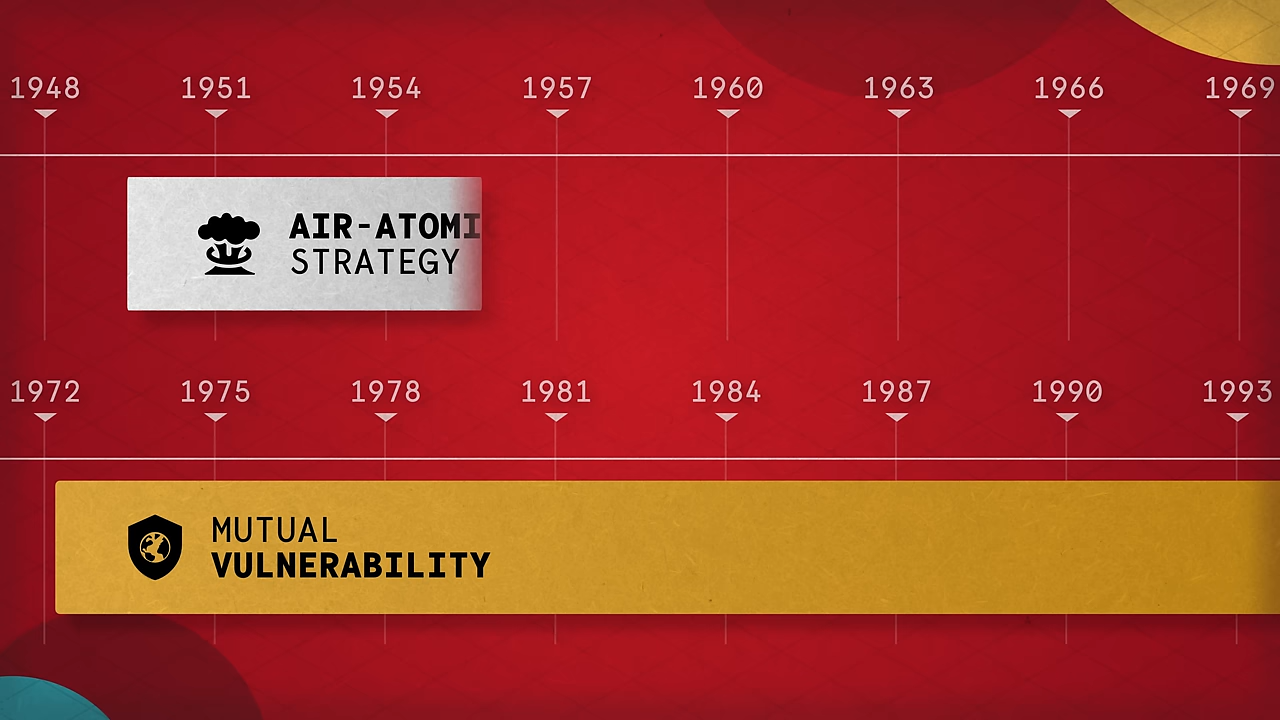 1948 1951 1954 1957 1960 1963 1966 1969
AIR-ATOMI
STRATEGY
1972 1975 1978 1981 1984 1987 1990 1993
MUTUAL
VULNERABILITY